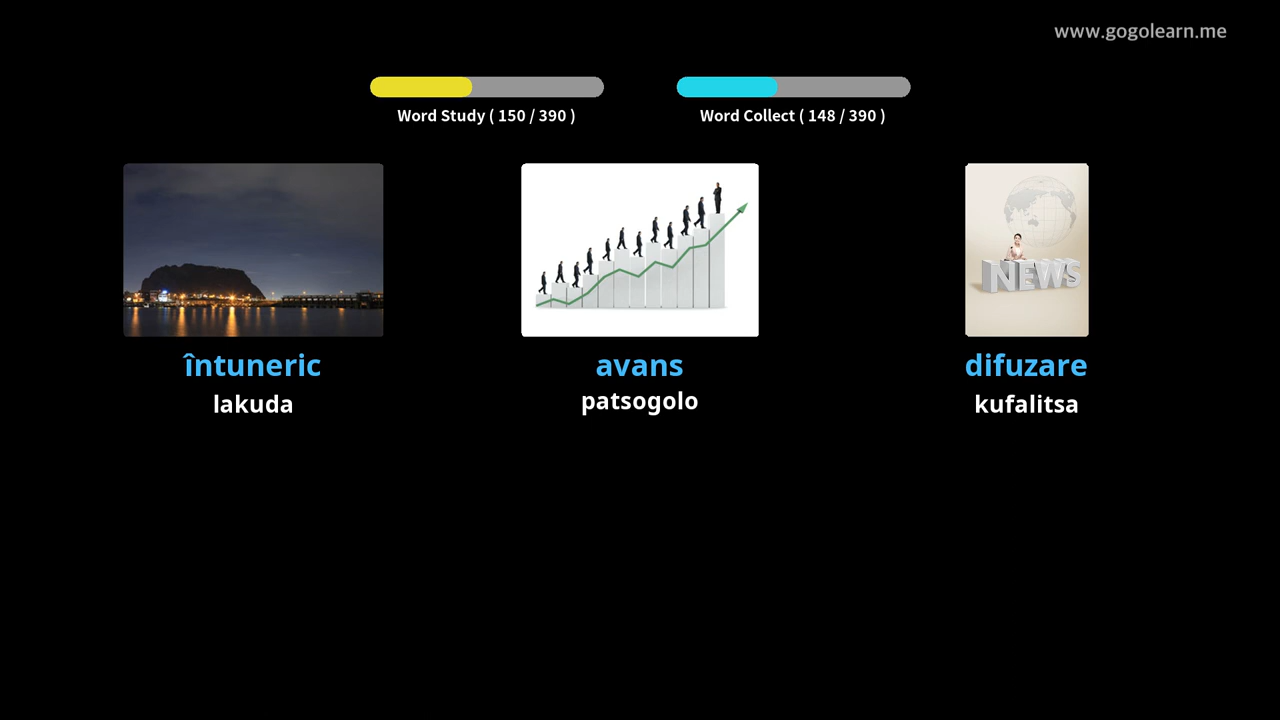 www.gogolearn.me
Word Study ( 150 / 390 )
Word Collect ( 148 / 390 )
NEWS
întuneric
avans
difuzare
lakuda
patsogolo
kufalitsa